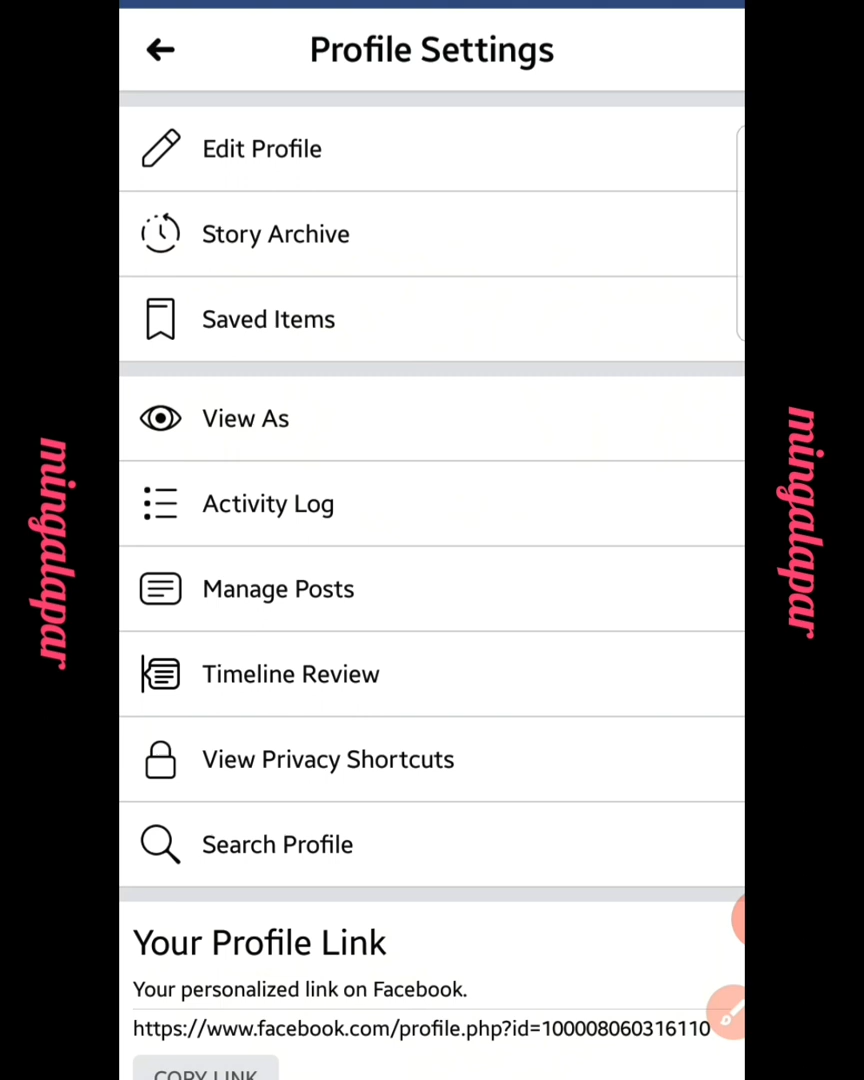 Profile Settings
Edit Profile
Story Archive
Saved Items
View As
Activity Log
Manage Posts
Timeline Review
View Privacy Shortcuts
Search Profile
Your Profile Link
Your personalized link on Facebook.
https://www.facebook.com/profile.php?id=100008060316110
COPY LINK
mingalapar
mingalapar